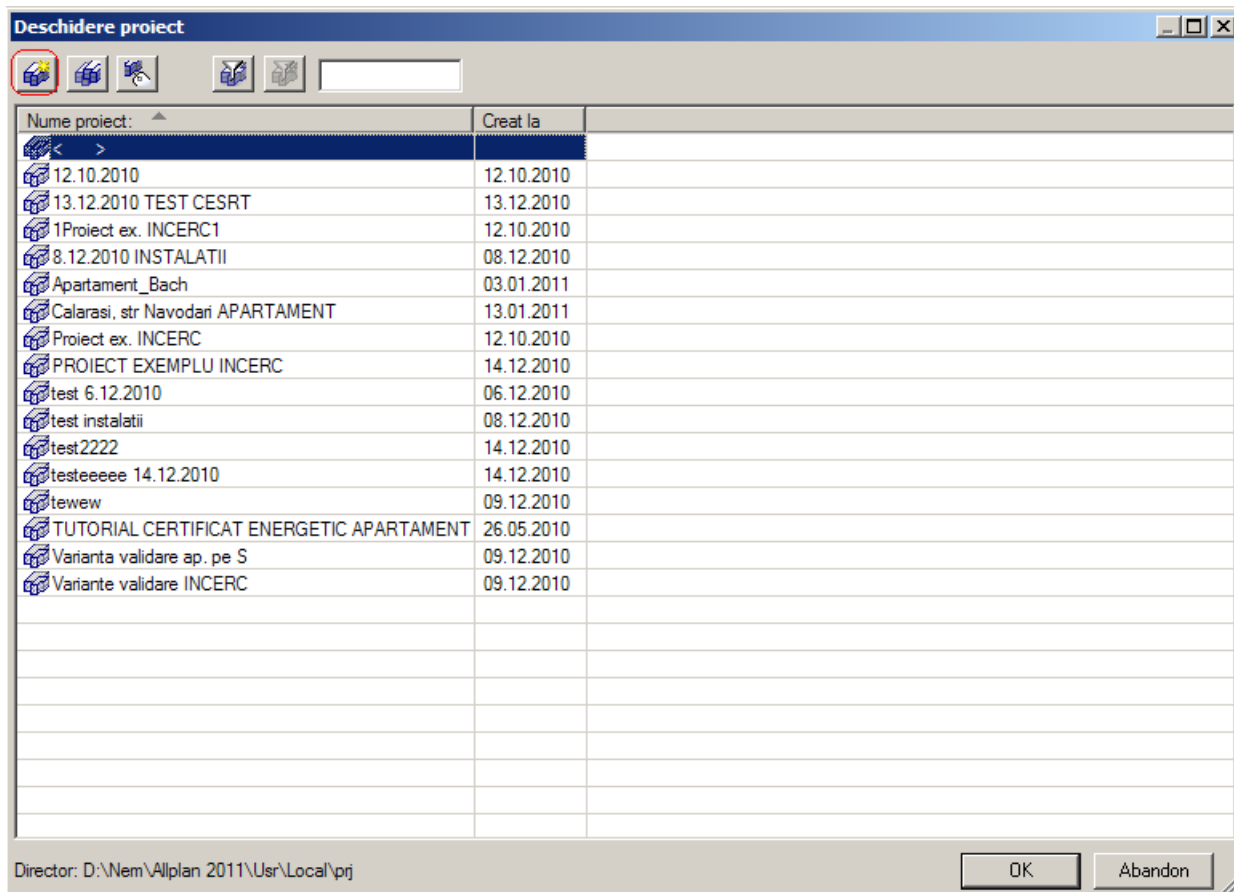 Deschidere proiect
Nume proiect: Creat la
< >
12.10.2010 12.10.2010
13.12.2010 TEST CESRT 13.12.2010
1Proiect ex. INCERC1 12.10.2010
8.12.2010 INSTALATII 08.12.2010
Apartament_Bach 03.01.2011
Calarasi, str Navodari APARTAMENT 13.01.2011
Proiect ex. INCERC 12.10.2010
PROIECT EXEMPLU INCERC 14.12.2010
test 6.12.2010 06.12.2010
test instalatii 08.12.2010
test2222 14.12.2010
testeeeee 14.12.2010 14.12.2010
tewew 09.12.2010
TUTORIAL CERTIFICAT ENERGETIC APARTAMENT 26.05.2010
Varianta validare ap. pe S 09.12.2010
Variante validare INCERC 09.12.2010
Director: D:\Nem\Allplan 2011\Usr\Local\prj OK Abandon